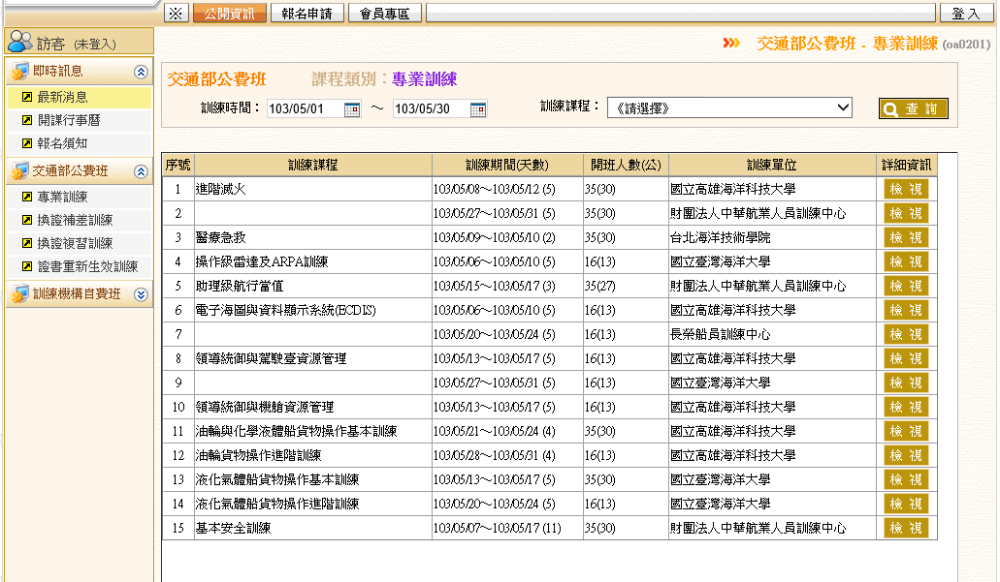 ※ 公開資訊 報名申請 會員專區 登入
訪客 (未登入)
即時訊息
最新消息
開課行事曆
報名須知
交通部公費班
專業訓練
換證補差訓練
換證複習訓練
證書重新生效訓練
訓練機構自費班
交通部公費班 - 專業訓練 (oa0201)
交通部公費班 課程類別：專業訓練
訓練時間： 103/05/01 ～ 103/05/30 訓練課程： 《請選擇》 查 詢
序號 訓練課程 訓練期間(天數) 開班人數(公) 訓練單位 詳細資訊
1 進階滅火 103/05/08～103/05/12 (5) 35(30) 國立高雄海洋科技大學 檢 視
2 103/05/27～103/05/31 (5) 35(30) 財團法人中華航業人員訓練中心 檢 視
3 醫療急救 103/05/09～103/05/10 (2) 35(30) 台北海洋技術學院 檢 視
4 操作級雷達及ARPA訓練 103/05/06～103/05/10 (5) 16(13) 國立臺灣海洋大學 檢 視
5 助理級航行當值 103/05/15～103/05/17 (3) 35(27) 財團法人中華航業人員訓練中心 檢 視
6 電子海圖與資料顯示系統(ECDIS) 103/05/06～103/05/10 (5) 16(13) 國立高雄海洋科技大學 檢 視
7 103/05/20～103/05/24 (5) 16(13) 長榮船員訓練中心 檢 視
8 領導統御與駕駛臺資源管理 103/05/13～103/05/17 (5) 16(13) 國立高雄海洋科技大學 檢 視
9 103/05/27～103/05/31 (5) 16(13) 國立臺灣海洋大學 檢 視
10 領導統御與機艙資源管理 103/05/13～103/05/17 (5) 16(13) 國立高雄海洋科技大學 檢 視
11 油輪與化學液體船貨物操作基本訓練 103/05/21～103/05/24 (4) 35(30) 國立高雄海洋科技大學 檢 視
12 油輪貨物操作進階訓練 103/05/28～103/05/31 (4) 16(13) 國立高雄海洋科技大學 檢 視
13 液化氣體船貨物操作基本訓練 103/05/13～103/05/17 (5) 35(30) 國立臺灣海洋大學 檢 視
14 液化氣體船貨物操作進階訓練 103/05/20～103/05/24 (5) 16(13) 國立臺灣海洋大學 檢 視
15 基本安全訓練 103/05/07～103/05/17 (11) 35(30) 財團法人中華航業人員訓練中心 檢 視